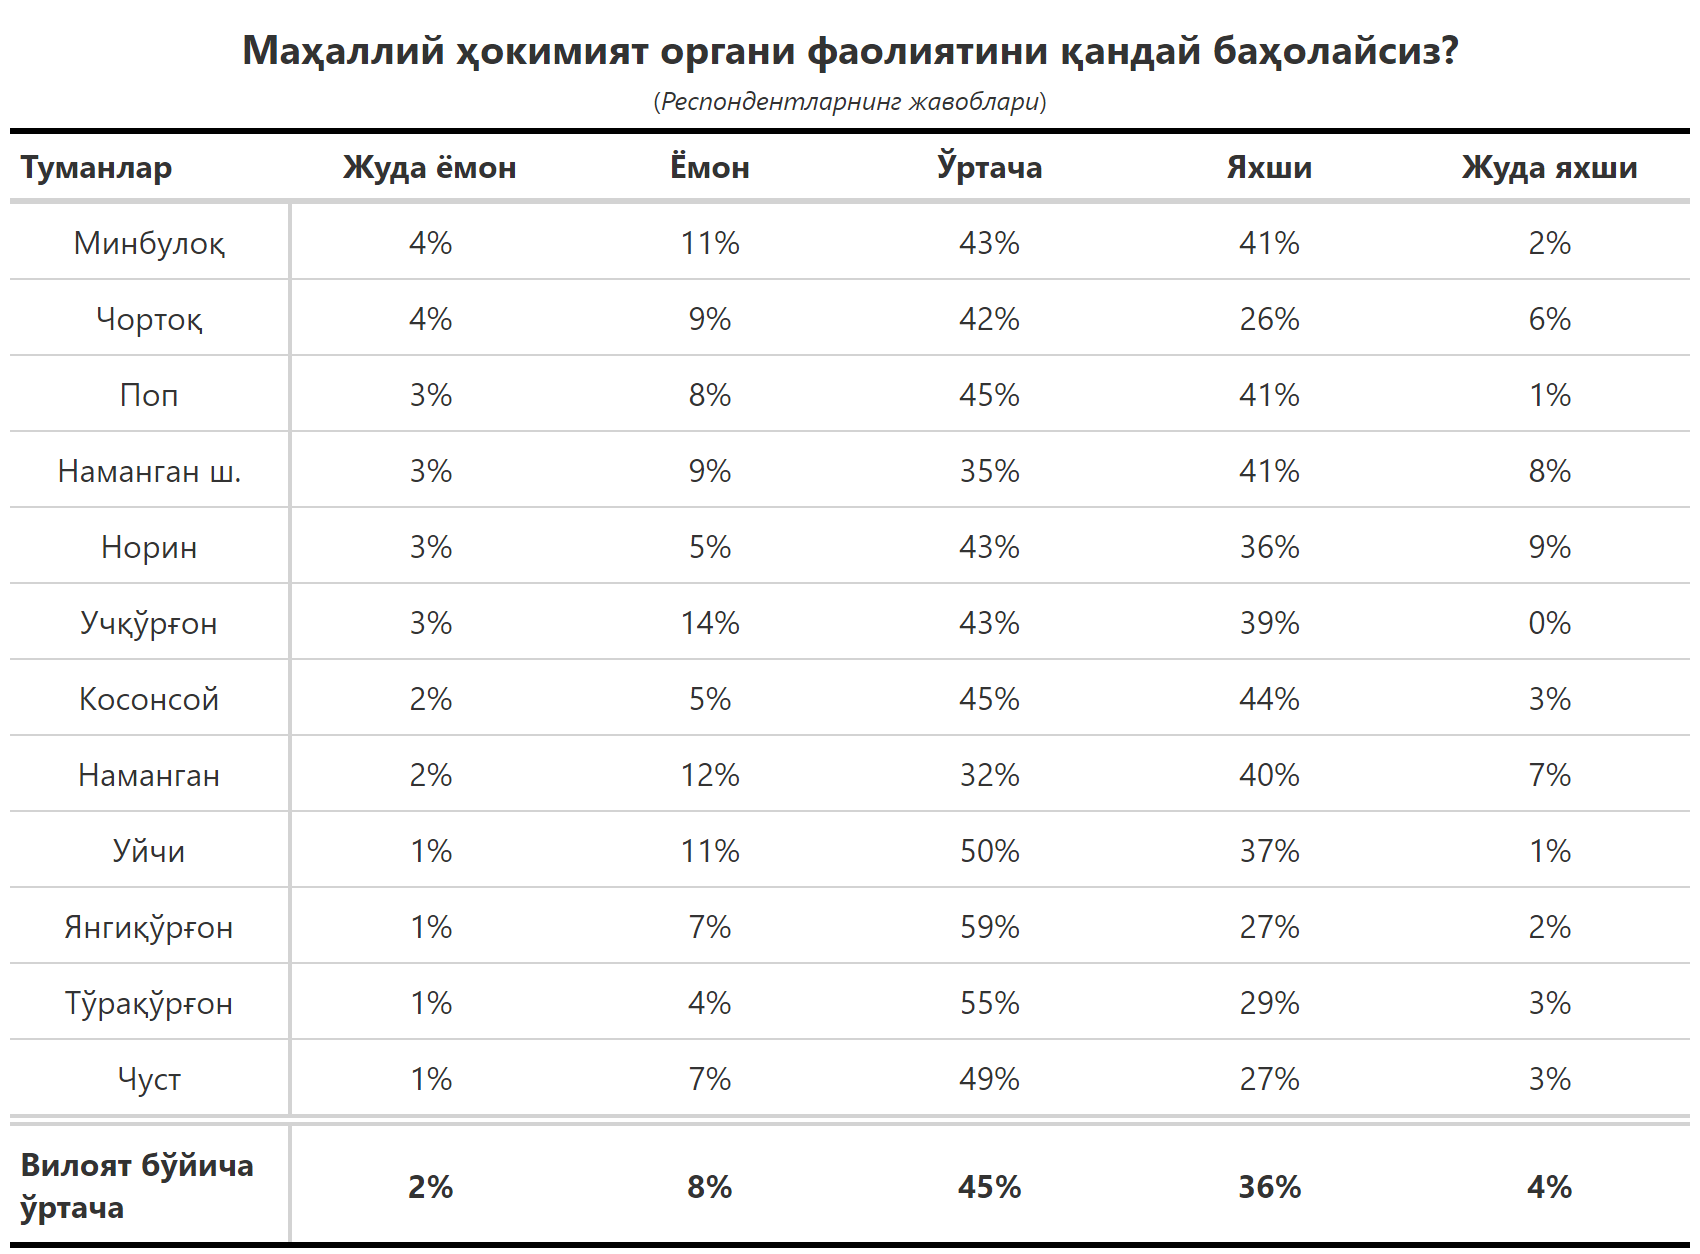 Маҳаллий ҳокимият органи фаолиятини қандай баҳолайсиз?
(Респондентларнинг жавоблари)
Туманлар Жуда ёмон Ёмон Ўртача Яхши Жуда яхши
Минбулоқ 4% 11% 43% 41% 2%
Чортоқ 4% 9% 42% 26% 6%
Поп 3% 8% 45% 41% 1%
Наманган ш. 3% 9% 35% 41% 8%
Норин 3% 5% 43% 36% 9%
Учқўрғон 3% 14% 43% 39% 0%
Косонсой 2% 5% 45% 44% 3%
Наманган 2% 12% 32% 40% 7%
Уйчи 1% 11% 50% 37% 1%
Янгиқўрғон 1% 7% 59% 27% 2%
Тўрақўрғон 1% 4% 55% 29% 3%
Чуст 1% 7% 49% 27% 3%
Вилоят бўйича
ўртача 2% 8% 45% 36% 4%